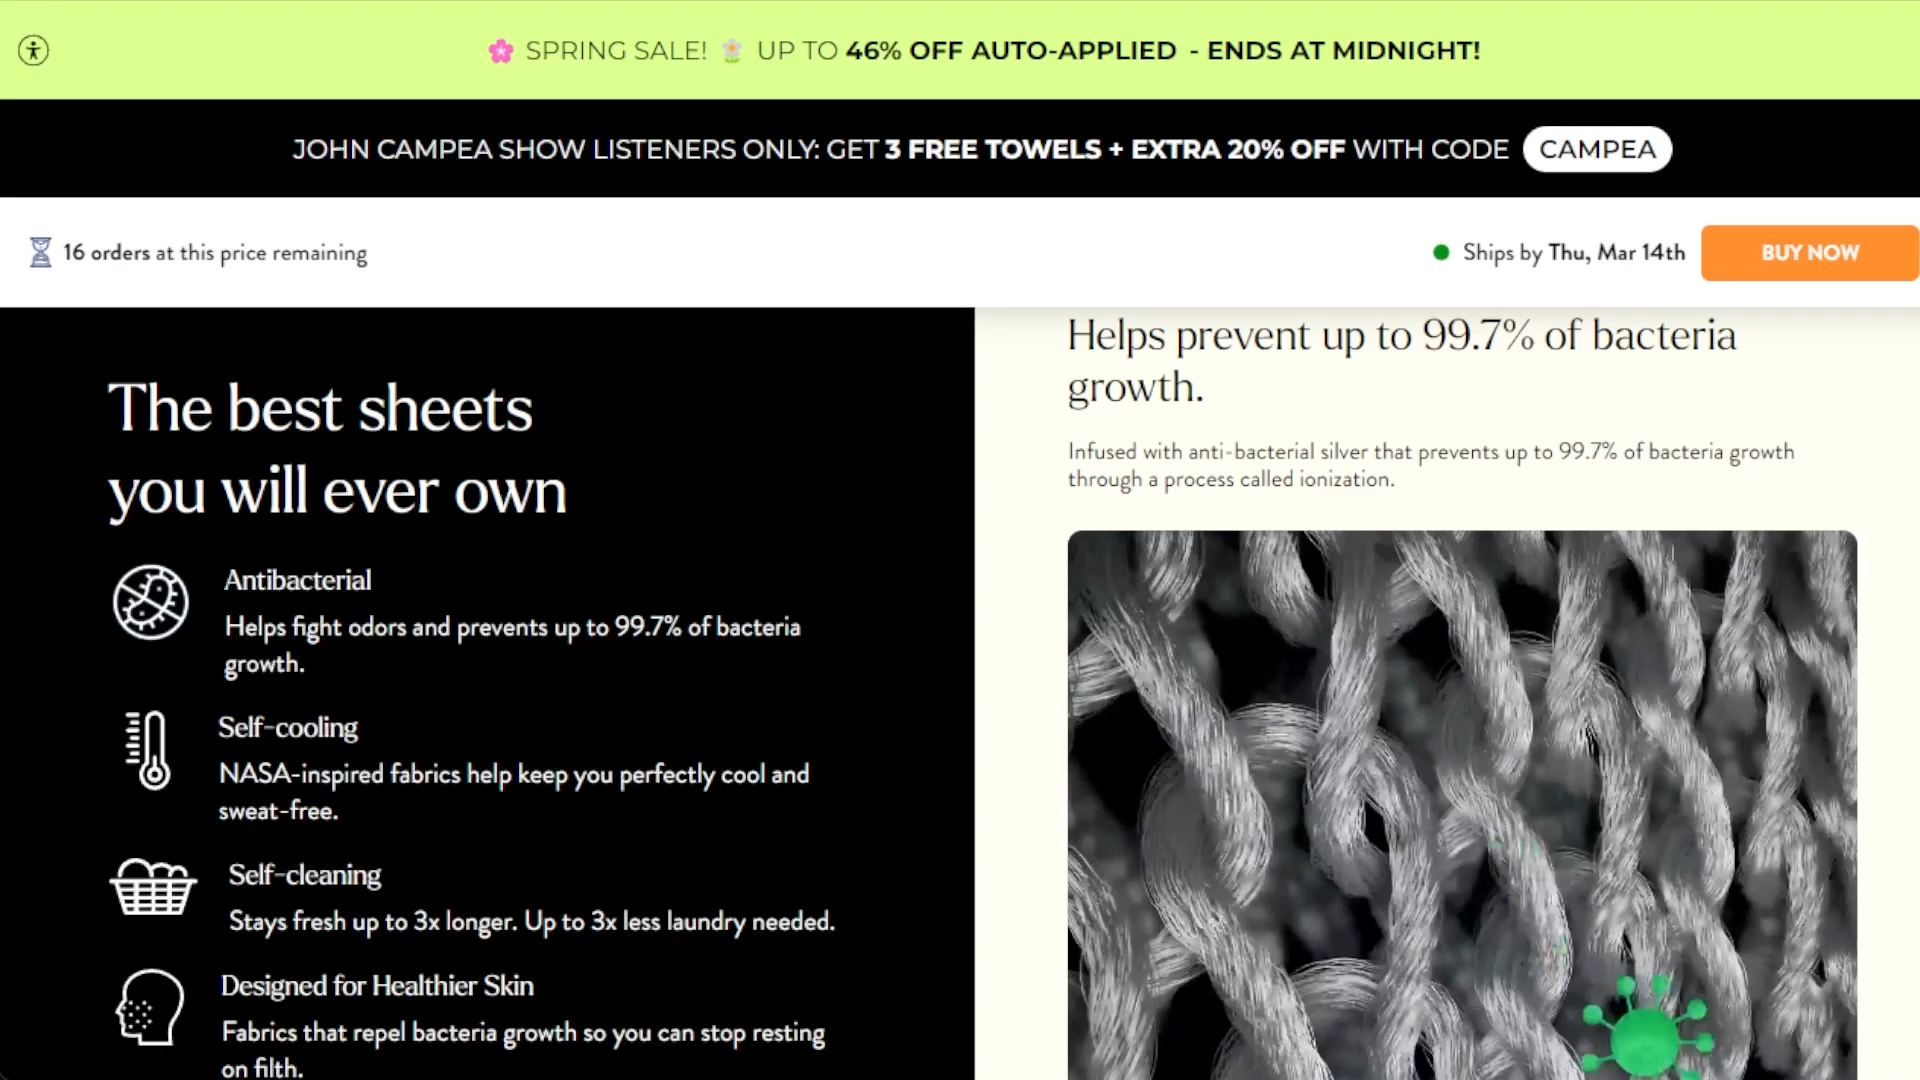 🌸 SPRING SALE! 🌼 UP TO 46% OFF AUTO-APPLIED - ENDS AT MIDNIGHT!
JOHN CAMPEA SHOW LISTENERS ONLY: GET 3 FREE TOWELS + EXTRA 20% OFF WITH CODE CAMPEA
16 orders at this price remaining
Ships by Thu, Mar 14th
BUY NOW
The best sheets
you will ever own
Antibacterial
Helps fight odors and prevents up to 99.7% of bacteria
growth.
Self-cooling
NASA-inspired fabrics help keep you perfectly cool and
sweat-free.
Self-cleaning
Stays fresh up to 3x longer. Up to 3x less laundry needed.
Designed for Healthier Skin
Fabrics that repel bacteria growth so you can stop resting
on filth.
Helps prevent up to 99.7% of bacteria
growth.
Infused with anti-bacterial silver that prevents up to 99.7% of bacteria growth
through a process called ionization.